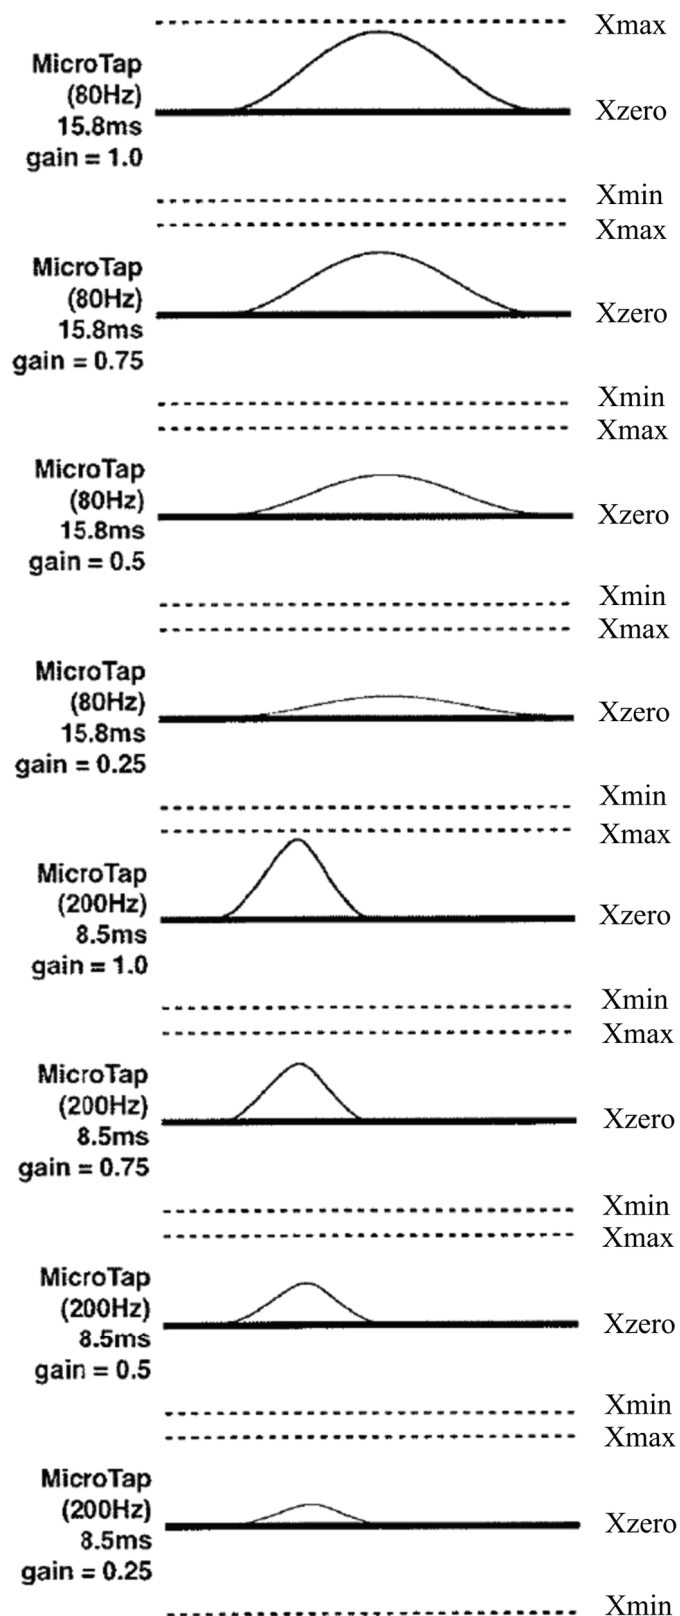 Xmax
MicroTap
(80Hz)
15.8ms
gain = 1.0
Xzero
Xmin
Xmax
MicroTap
(80Hz)
15.8ms
gain = 0.75
Xzero
Xmin
Xmax
MicroTap
(80Hz)
15.8ms
gain = 0.5
Xzero
Xmin
Xmax
MicroTap
(80Hz)
15.8ms
gain = 0.25
Xzero
Xmin
Xmax
MicroTap
(200Hz)
8.5ms
gain = 1.0
Xzero
Xmin
Xmax
MicroTap
(200Hz)
8.5ms
gain = 0.75
Xzero
Xmin
Xmax
MicroTap
(200Hz)
8.5ms
gain = 0.5
Xzero
Xmin
Xmax
MicroTap
(200Hz)
8.5ms
gain = 0.25
Xzero
Xmin